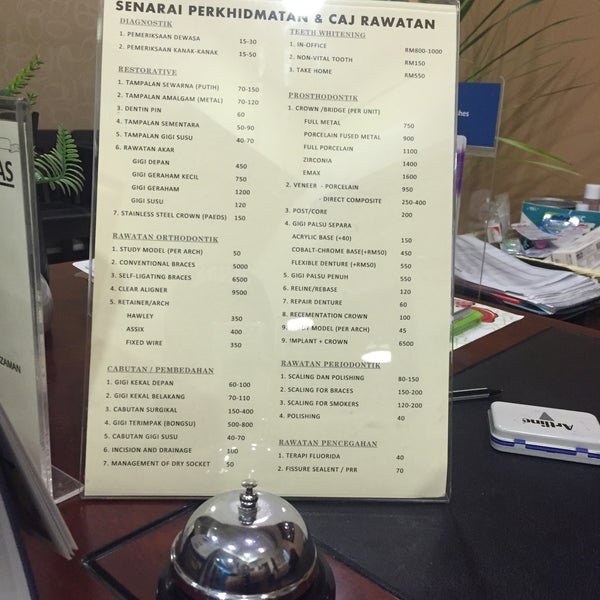 SENARAI PERKHIDMATAN & CAJ RAWATAN
DIAGNOSTIK
1. PEMERIKSAAN DEWASA 15-30
2. PEMERIKSAAN KANAK-KANAK 15-50
RESTORATIVE
1. TAMPALAN SEWARNA (PUTIH) 70-150
2. TAMPALAN AMALGAM (METAL) 70-120
3. DENTIN PIN 60
4. TAMPALAN SEMENTARA 50-90
5. TAMPALAN GIGI SUSU 40-70
6. RAWATAN AKAR
GIGI DEPAN 450
GIGI GERAHAM KECIL 750
GIGI GERAHAM 1200
GIGI SUSU 120
7. STAINLESS STEEL CROWN (PAEDS) 150
RAWATAN ORTHODONTIK
1. STUDY MODEL (PER ARCH) 50
2. CONVENTIONAL BRACES 5000
3. SELF-LIGATING BRACES 6500
4. CLEAR ALIGNER 9500
5. RETAINER/ARCH
HAWLEY 350
ASSIX 400
FIXED WIRE 350
CABUTAN / PEMBEDAHAN
1. GIGI KEKAL DEPAN 60-100
2. GIGI KEKAL BELAKANG 70-110
3. CABUTAN SURGIKAL 150-400
4. GIGI TERIMPAK (BONGSU) 500-800
5. CABUTAN GIGI SUSU 40-70
6. INCISION AND DRAINAGE 100
7. MANAGEMENT OF DRY SOCKET 50
TEETH WHITENING
1. IN-OFFICE RM800-1000
2. NON-VITAL TOOTH RM150
3. TAKE HOME RM550
PROSTHODONTIK
1. CROWN /BRIDGE (PER UNIT)
FULL METAL 750
PORCELAIN FUSED METAL 900
FULL PORCELAIN 1100
ZIRCONIA 1400
EMAX 1600
2. VENEER - PORCELAIN 950
- DIRECT COMPOSITE 250-400
3. POST/CORE 200
4. GIGI PALSU SEPARA
ACRYLIC BASE (+40) 150
COBALT-CHROME BASE(+RM50) 450
FLEXIBLE DENTURE (+RM50) 550
5. GIGI PALSU PENUH 550
6. RELINE/REBASE 120
7. REPAIR DENTURE 60
8. RECEMENTATION CROWN 100
9. MODEL (PER ARCH) 45
9. IMPLANT + CROWN 6500
RAWATAN PERIODONTIK
1. SCALING DAN POLISHING 80-150
2. SCALING FOR BRACES 150-200
3. SCALING FOR SMOKERS 120-200
4. POLISHING 40
RAWATAN PENCEGAHAN
1. TERAPI FLUORIDA 40
2. FISSURE SEALENT / PRR 70
AS
ZAMAN
hes
Artline